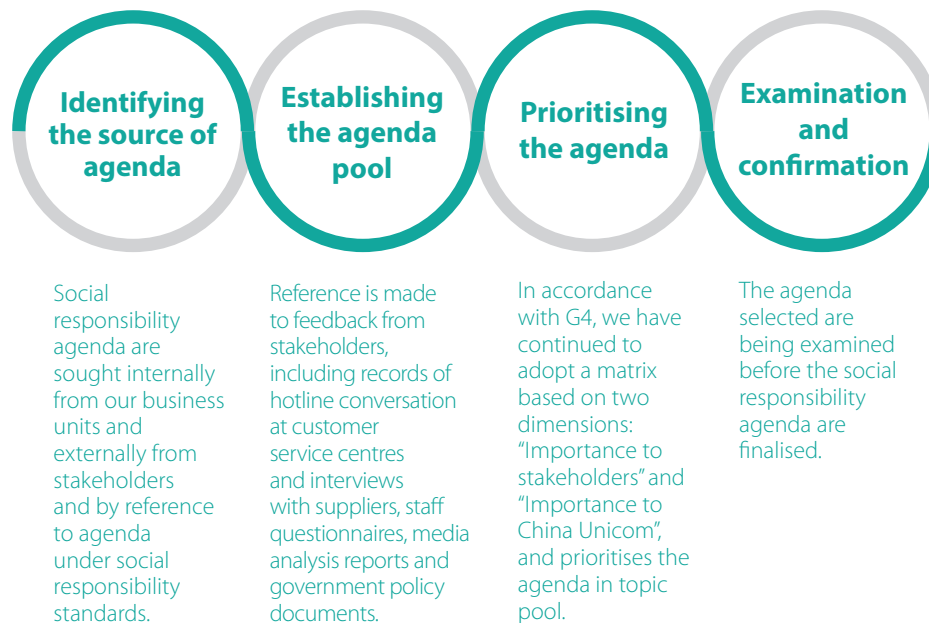 Identifying
the source of
agenda
Establishing
the agenda
pool
Prioritising
the agenda
Examination
and
confirmation
Social
responsibility
agenda are
sought internally
from our business
units and
externally from
stakeholders
and by reference
to agenda
under social
responsibility
standards.
Reference is made
to feedback from
stakeholders,
including records of
hotline conversation
at customer
service centres
and interviews
with suppliers, staff
questionnaires, media
analysis reports and
government policy
documents.
In accordance
with G4, we have
continued to
adopt a matrix
based on two
dimensions:
“Importance to
stakeholders” and
“Importance to
China Unicom”,
and prioritises the
agenda in topic
pool.
The agenda
selected are
being examined
before the social
responsibility
agenda are
finalised.